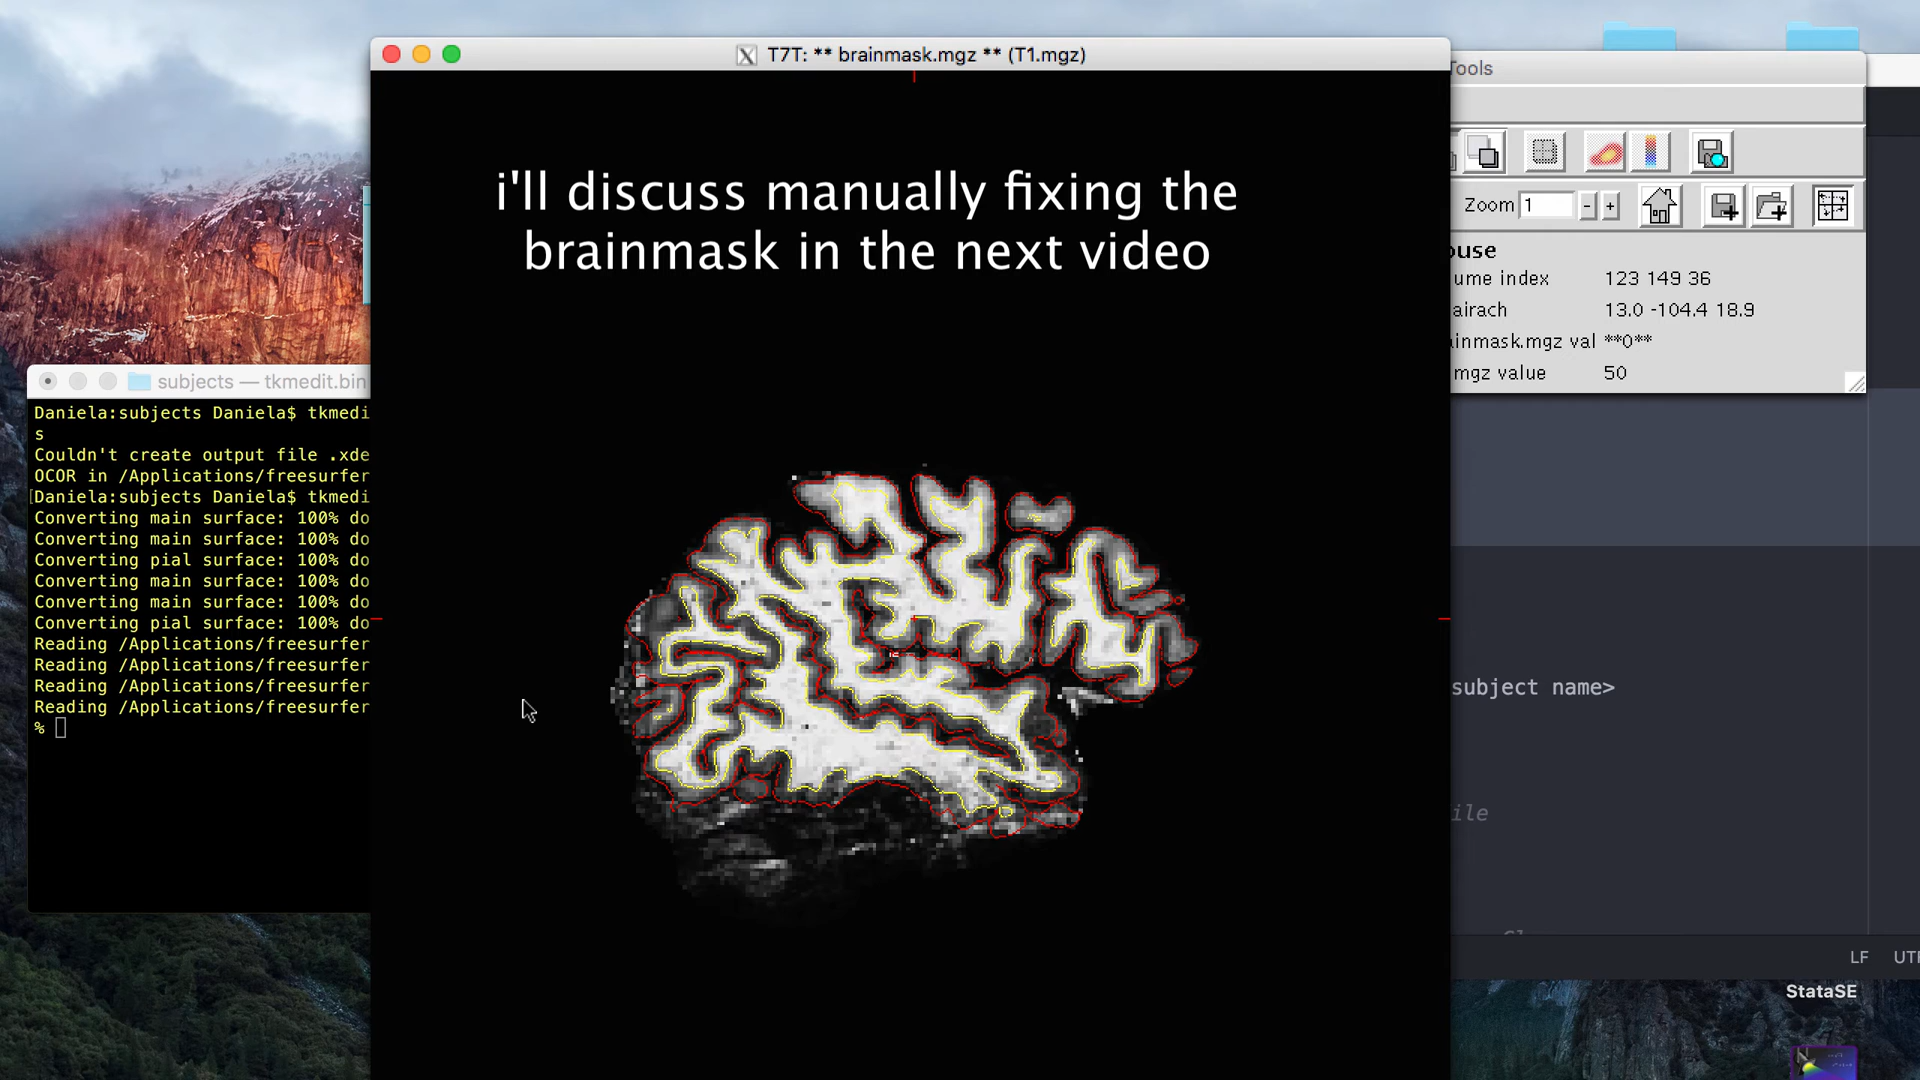 T7T: ** brainmask.mgz ** (T1.mgz)
Tools
i'll discuss manually fixing the
brainmask in the next video
Zoom 1 - +
ouse
ume index 123 149 36
airach 13.0 -104.4 18.9
inmask.mgz val **0**
mgz value 50
subjects — tkmedit.bin
Daniela:subjects Daniela$ tkmedi
s
Couldn't create output file .xde
OCOR in /Applications/freesurfer
[Daniela:subjects Daniela$ tkmedi
Converting main surface: 100% do
Converting main surface: 100% do
Converting pial surface: 100% do
Converting main surface: 100% do
Converting main surface: 100% do
Converting pial surface: 100% do
Reading /Applications/freesurfer
Reading /Applications/freesurfer
Reading /Applications/freesurfer
Reading /Applications/freesurfer
%
subject name>
ile
LF UTF
StataSE